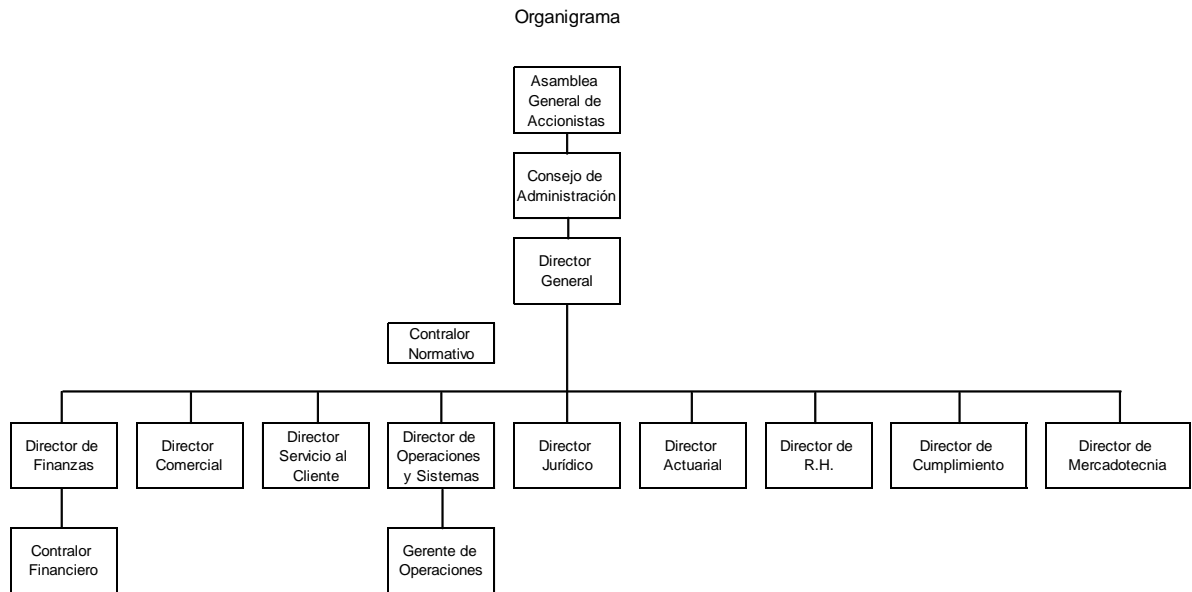 Organigrama
Asamblea
General de
Accionistas
Consejo de
Administración
Director
General
Contralor
Normativo
Director de
Finanzas
Director
Comercial
Director
Servicio al
Cliente
Director de
Operaciones
y Sistemas
Director
Jurídico
Director
Actuarial
Director de
R.H.
Director de
Cumplimiento
Director de
Mercadotecnia
Contralor
Financiero
Gerente de
Operaciones